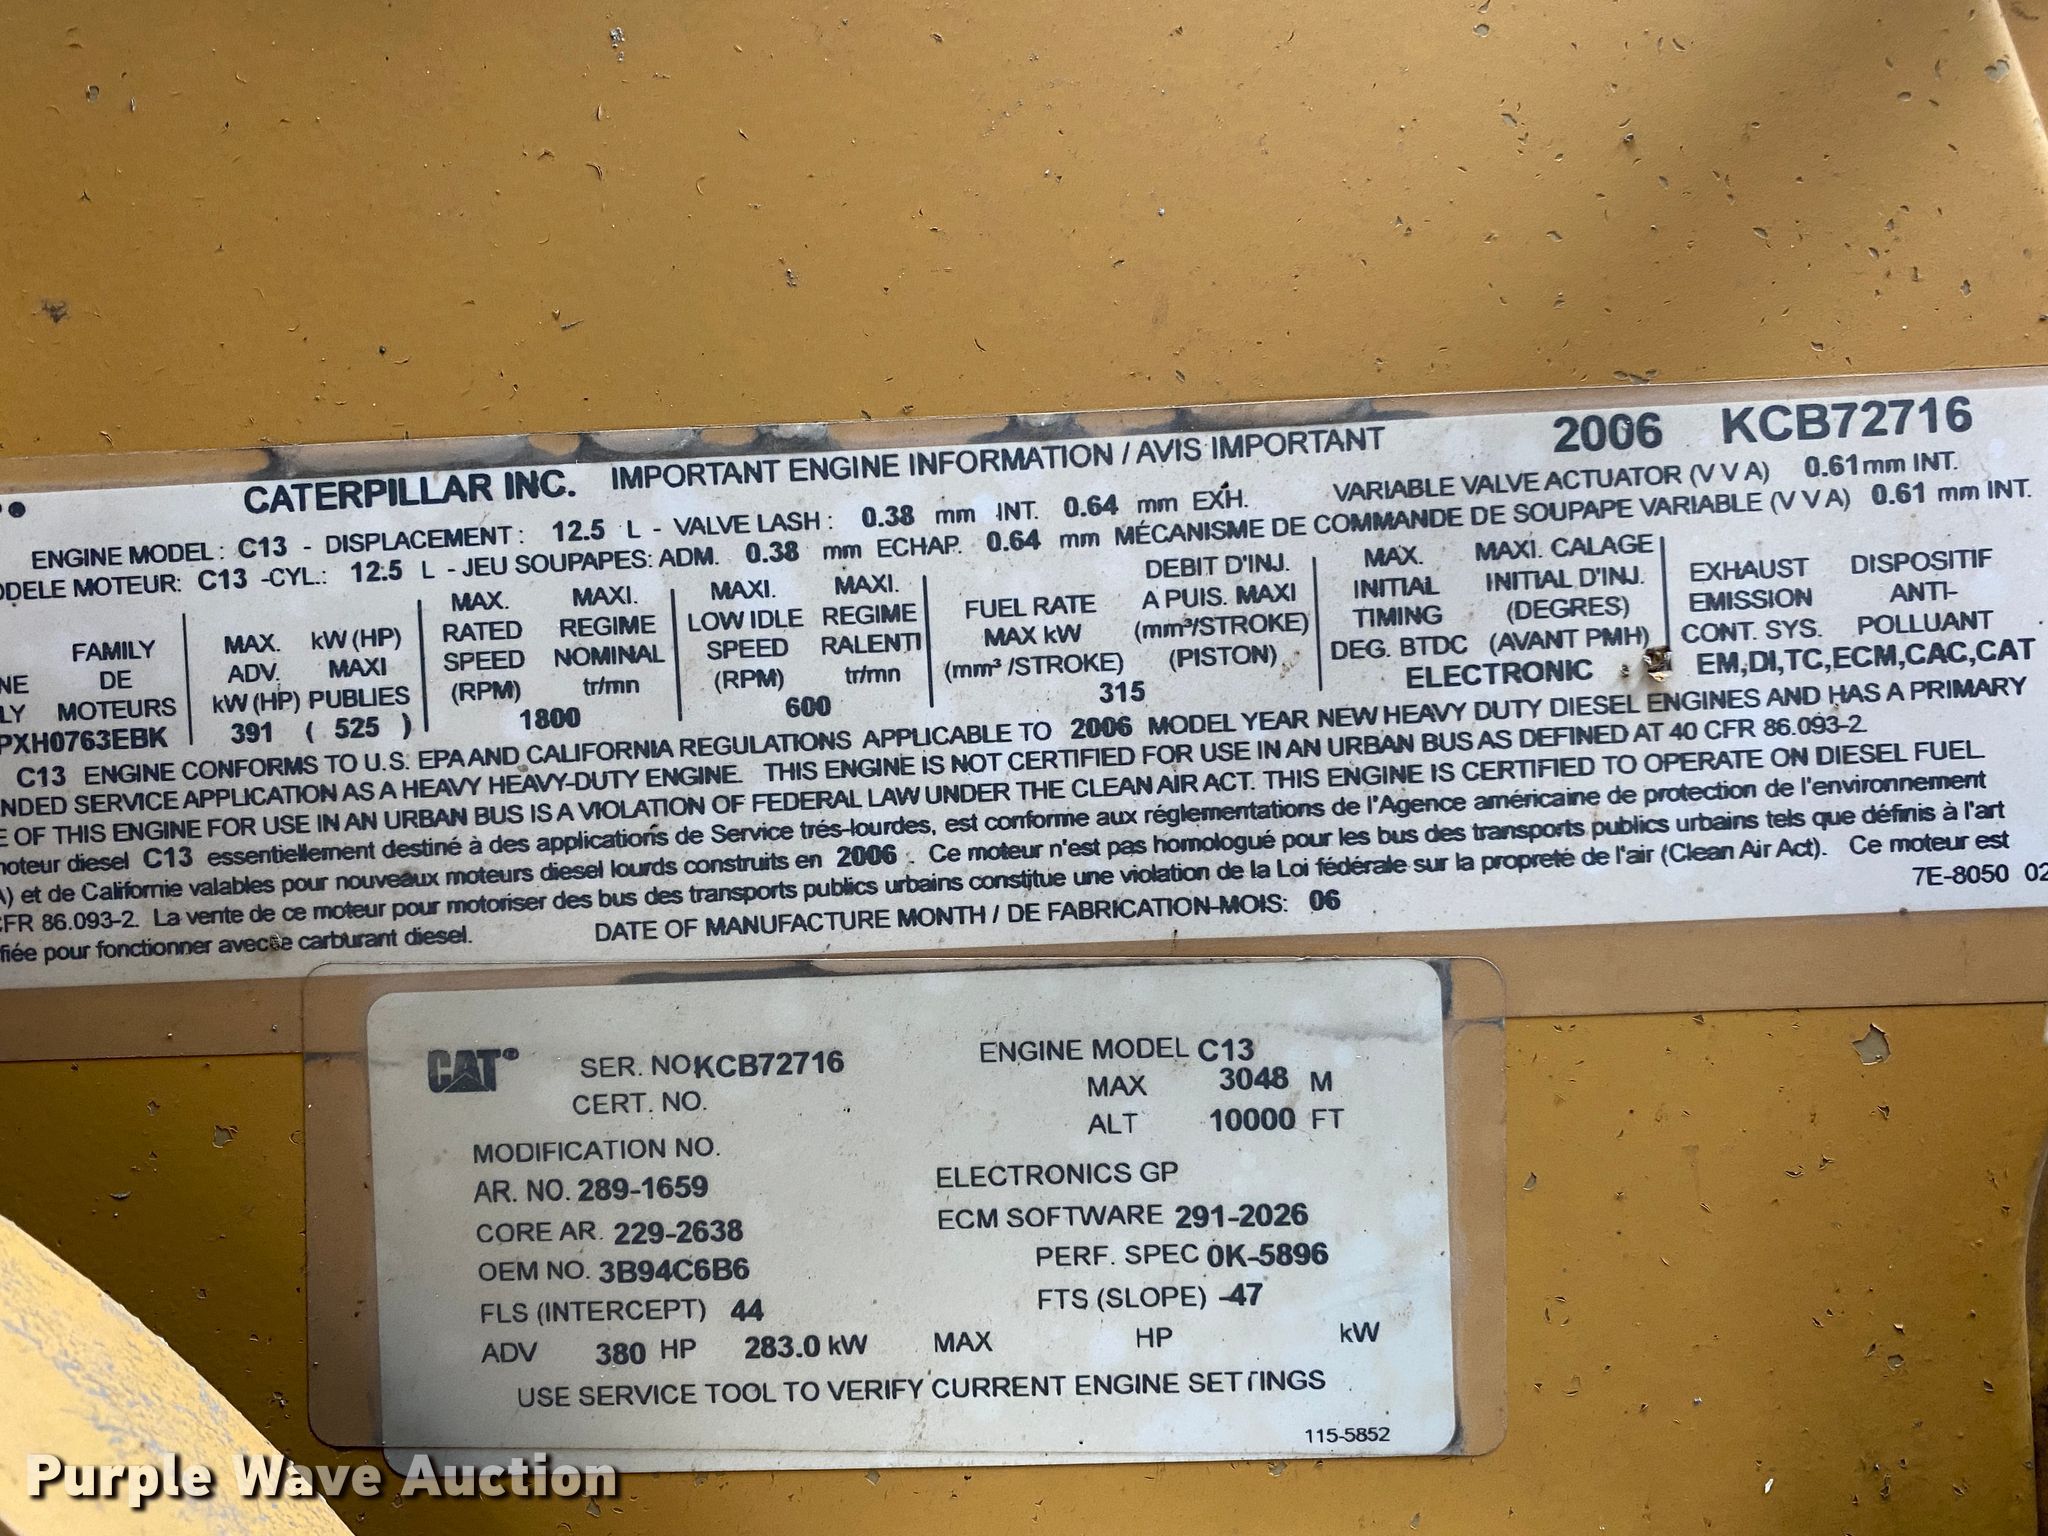 CATERPILLAR INC. IMPORTANT ENGINE INFORMATION / AVIS IMPORTANT 2006 KCB72716
ENGINE MODEL: C13 - DISPLACEMENT: 12.5 L - VALVE LASH: 0.38 mm INT. 0.64 mm EXH. VARIABLE VALVE ACTUATOR (V V A) 0.61 mm INT.
MOTEUR: C13 -CYL.: 12.5 L - JEU SOUPAPES: ADM. 0.38 mm ECHAP. 0.64 mm MÉCANISME DE COMMANDE DE SOUPAPE VARIABLE (V V A) 0.61 mm INT.
FAMILY
DE
MOTEURS
PXH0763EBK
MAX. kW (HP)
ADV. MAXI
kW (HP) PUBLIES
391 ( 525 )
MAX. MAXI.
RATED REGIME
SPEED NOMINAL
(RPM) tr/mn
1800
MAXI. MAXI.
LOW IDLE REGIME
SPEED RALENTI
(RPM) tr/mn
600
DEBIT D'INJ.
FUEL RATE A PUIS. MAXI
MAX kW (mm³/STROKE)
(mm³ /STROKE) (PISTON)
315
MAX. MAXI. CALAGE
INITIAL INITIAL D'INJ.
TIMING (DEGRES)
DEG. BTDC (AVANT PMH)
ELECTRONIC
EXHAUST DISPOSITIF
EMISSION ANTI-
CONT. SYS. POLLUANT
EM,DI,TC,ECM,CAC,CAT
C13 ENGINE CONFORMS TO U.S. EPA AND CALIFORNIA REGULATIONS APPLICABLE TO 2006 MODEL YEAR NEW HEAVY DUTY DIESEL ENGINES AND HAS A PRIMARY
NDED SERVICE APPLICATION AS A HEAVY HEAVY-DUTY ENGINE. THIS ENGINE IS NOT CERTIFIED FOR USE IN AN URBAN BUS AS DEFINED AT 40 CFR 86.093-2.
E OF THIS ENGINE FOR USE IN AN URBAN BUS IS A VIOLATION OF FEDERAL LAW UNDER THE CLEAN AIR ACT. THIS ENGINE IS CERTIFIED TO OPERATE ON DIESEL FUEL
moteur diesel C13 essentiellement destiné à des applications de Service trés-lourdes, est conforme aux réglementations de l'Agence américaine de protection de l'environnement
A) et de Californie valables pour nouveaux moteurs diesel lourds construits en 2006 . Ce moteur n'est pas homologué pour les bus des transports publics urbains tels que définis à l'art
CFR 86.093-2. La vente de ce moteur pour motoriser des bus des transports publics urbains constitue une violation de la Loi fédérale sur la propreté de l'air (Clean Air Act). Ce moteur est
ifiée pour fonctionner avec ce carburant diesel. DATE OF MANUFACTURE MONTH / DE FABRICATION-MOIS: 06 7E-8050 02
CAT® SER. NO KCB72716 ENGINE MODEL C13
CERT. NO. MAX 3048 M
ALT 10000 FT
MODIFICATION NO.
AR. NO. 289-1659 ELECTRONICS GP
CORE AR. 229-2638 ECM SOFTWARE 291-2026
OEM NO. 3B94C6B6 PERF. SPEC 0K-5896
FLS (INTERCEPT) 44 FTS (SLOPE) -47
ADV 380 HP 283.0 kW MAX HP kW
USE SERVICE TOOL TO VERIFY CURRENT ENGINE SETTINGS
115-5852
Purple Wave Auction